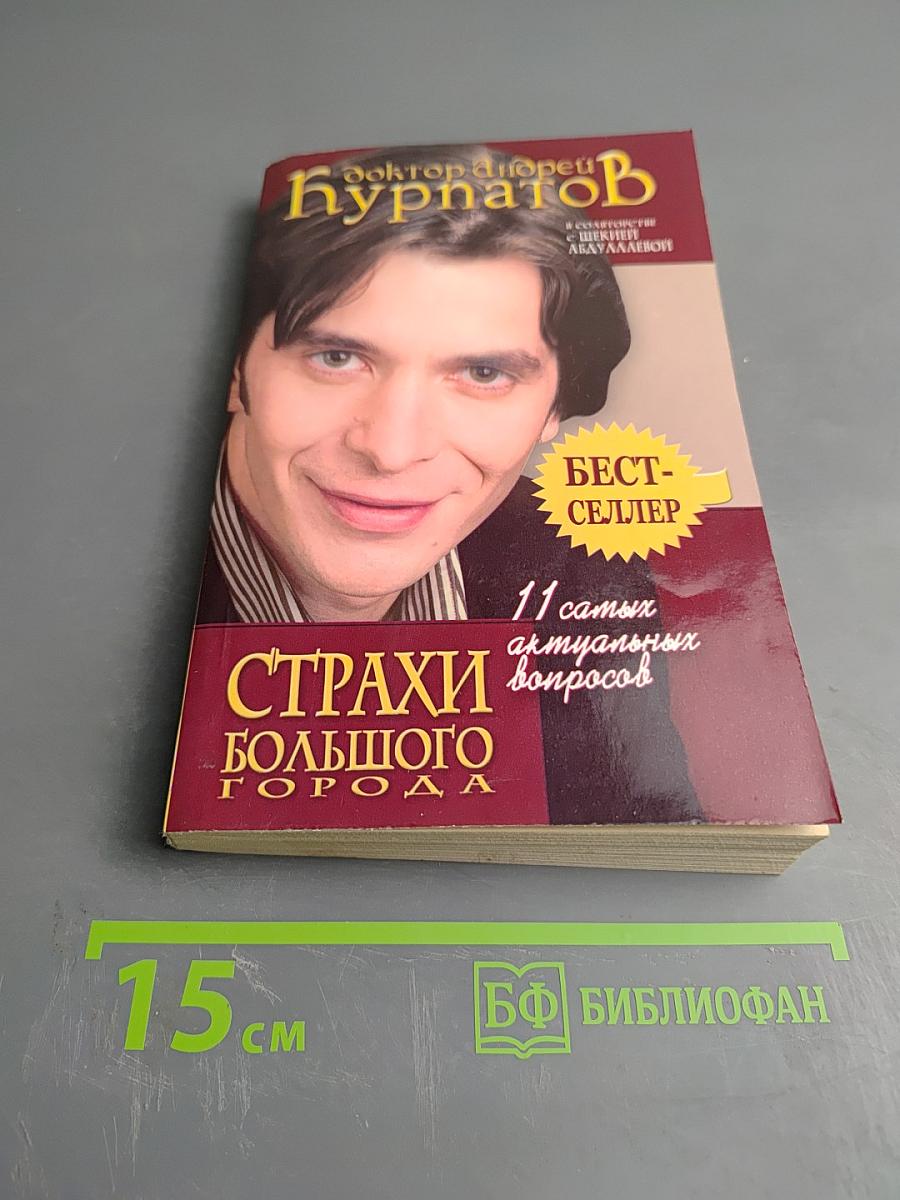 доктор Андрей
Курпатов
в соавторстве
с ШЕКИЕЙ
АБДУЛЛАЕВОЙ
БЕСТ-
СЕЛЛЕР
11 самых
актуальных
вопросов
СТРАХИ
БОЛЬШОГО
ГОРОДА
15 см
БФ БИБЛИОФАН